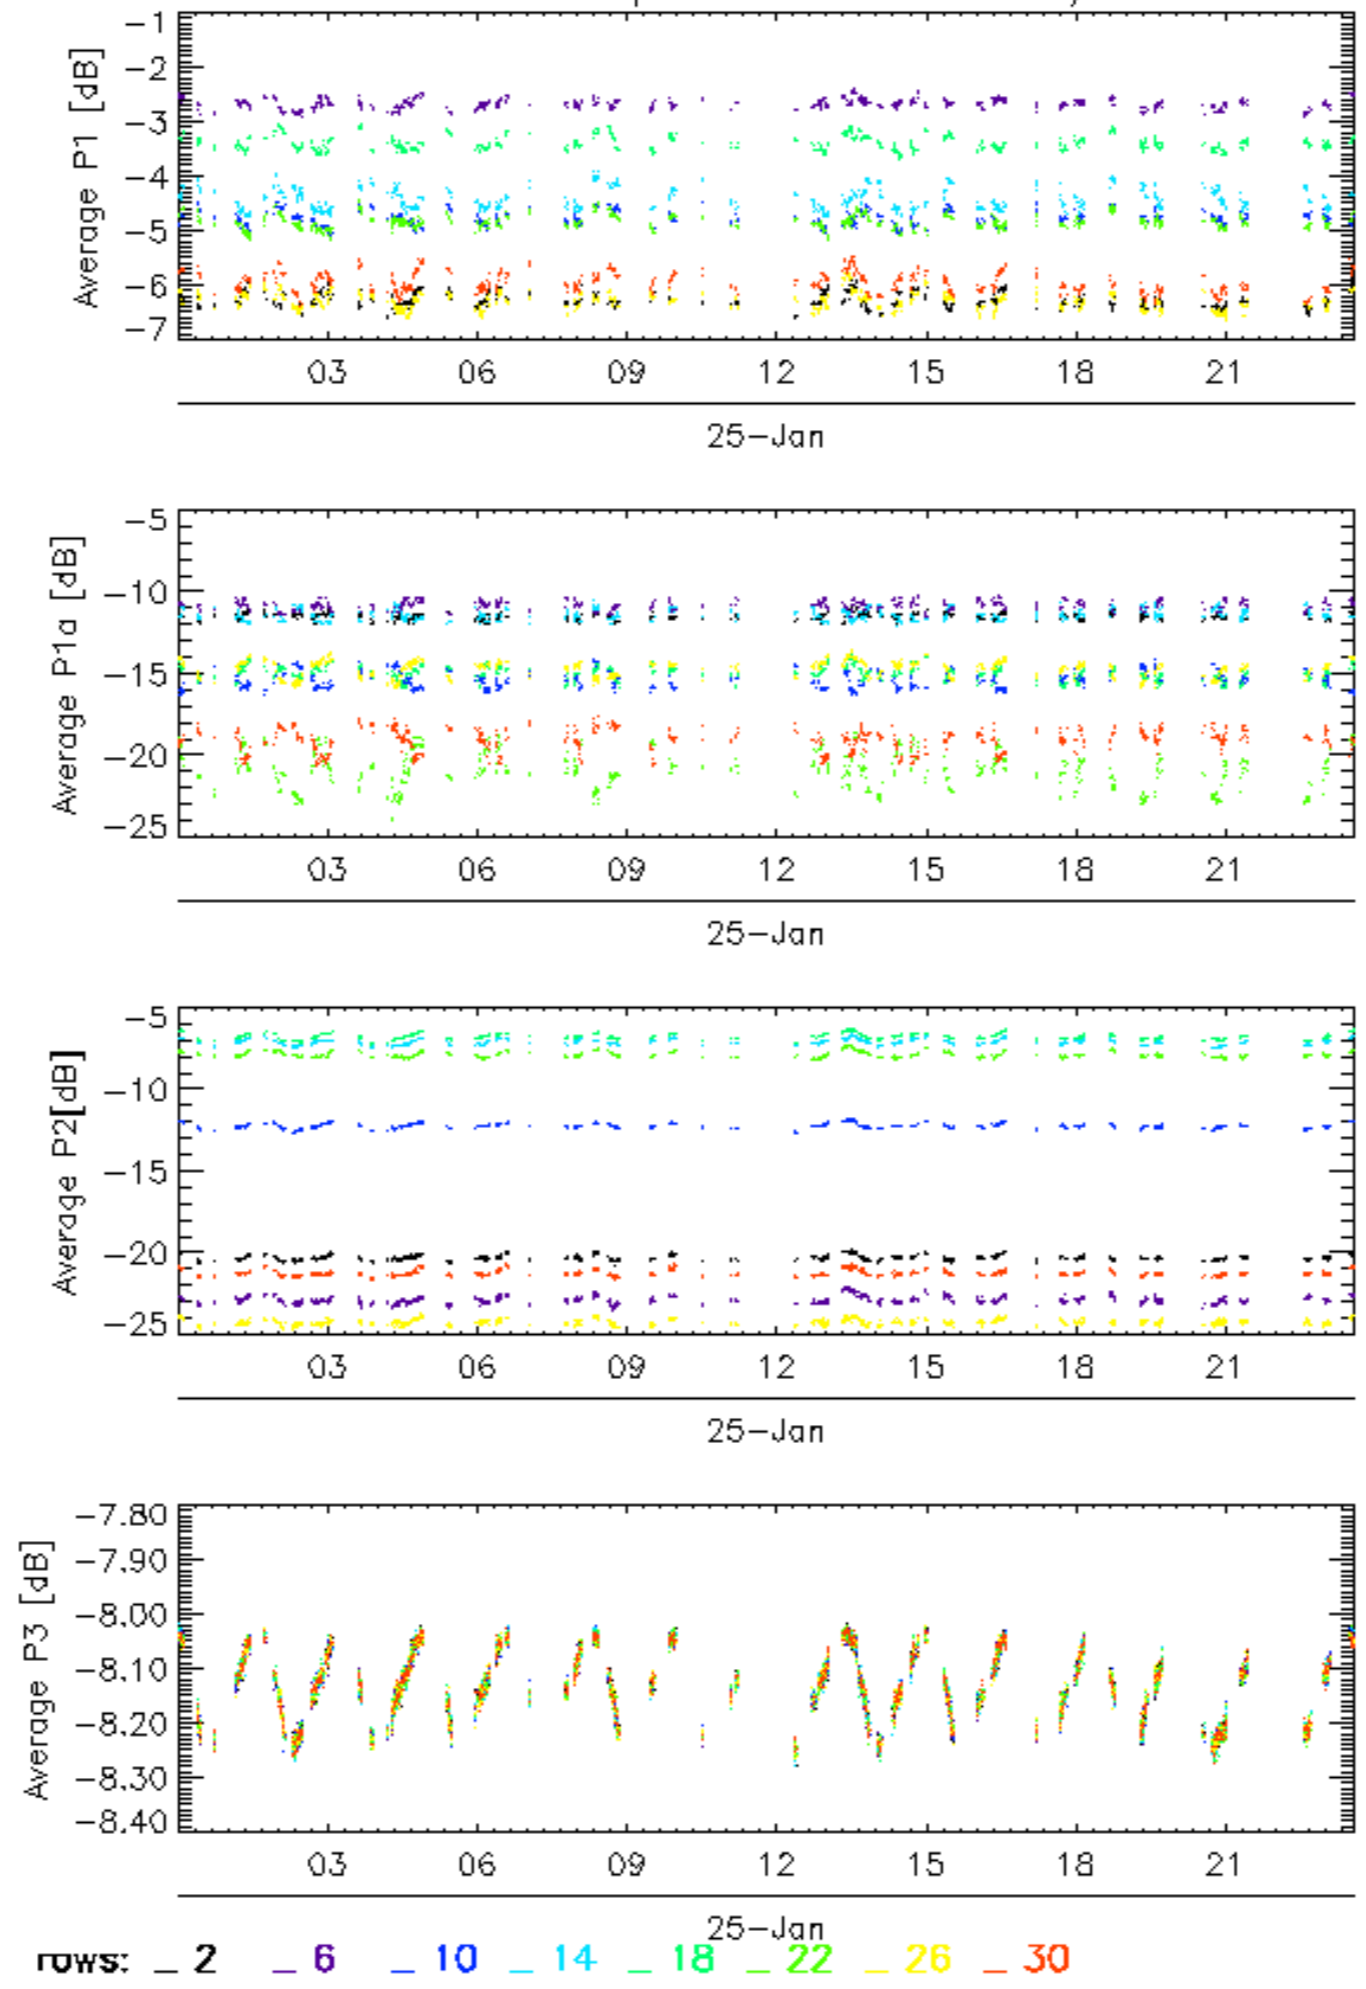 Average P1 [dB]
-1
-2
-3
-4
-5
-6
-7
03 06 09 12 15 18 21
25-Jan
Average P1a [dB]
-5
-10
-15
-20
-25
03 06 09 12 15 18 21
25-Jan
Average P2[dB]
-5
-10
-15
-20
-25
03 06 09 12 15 18 21
25-Jan
Average P3 [dB]
-7.80
-7.90
-8.00
-8.10
-8.20
-8.30
-8.40
03 06 09 12 15 18 21
25-Jan
rows: _ 2 _ 6 _ 10 _ 14 _ 18 _ 22 _ 26 _ 30